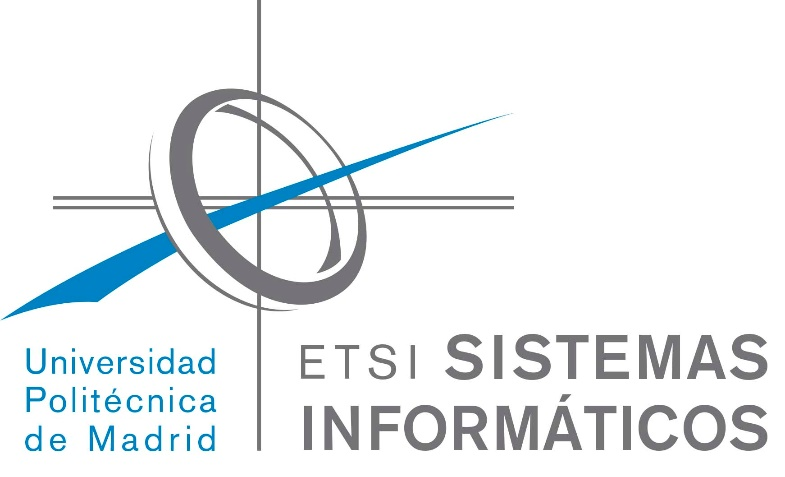 Universidad
Politécnica
de Madrid
ETSI SISTEMAS
INFORMÁTICOS